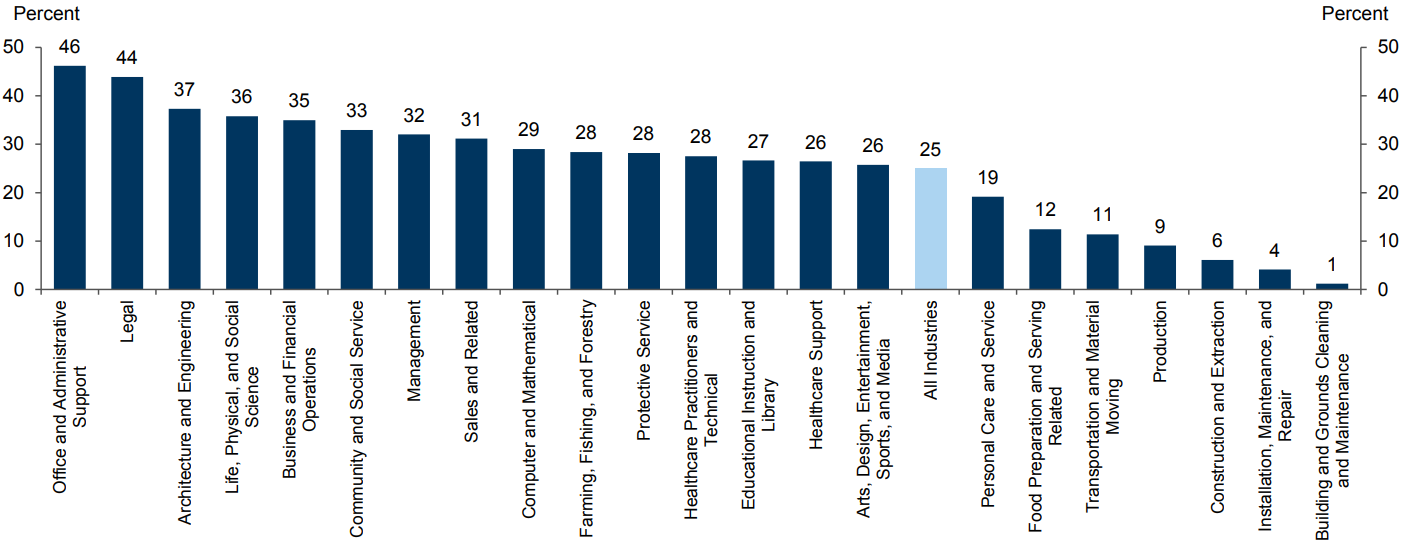 Percent
Percent
50
40
30
20
10
0
46
44
37
36
35
33
32
31
29
28
28
28
27
26
26
25
19
12
11
9
6
4
1
50
40
30
20
10
0
Office and Administrative
Support
Legal
Architecture and Engineering
Life, Physical, and Social
Science
Business and Financial
Operations
Community and Social Service
Management
Sales and Related
Computer and Mathematical
Farming, Fishing, and Forestry
Protective Service
Healthcare Practitioners and
Technical
Educational Instruction and
Library
Healthcare Support
Arts, Design, Entertainment,
Sports, and Media
All Industries
Personal Care and Service
Food Preparation and Serving
Related
Transportation and Material
Moving
Production
Construction and Extraction
Installation, Maintenance, and
Repair
Building and Grounds Cleaning
and Maintenance